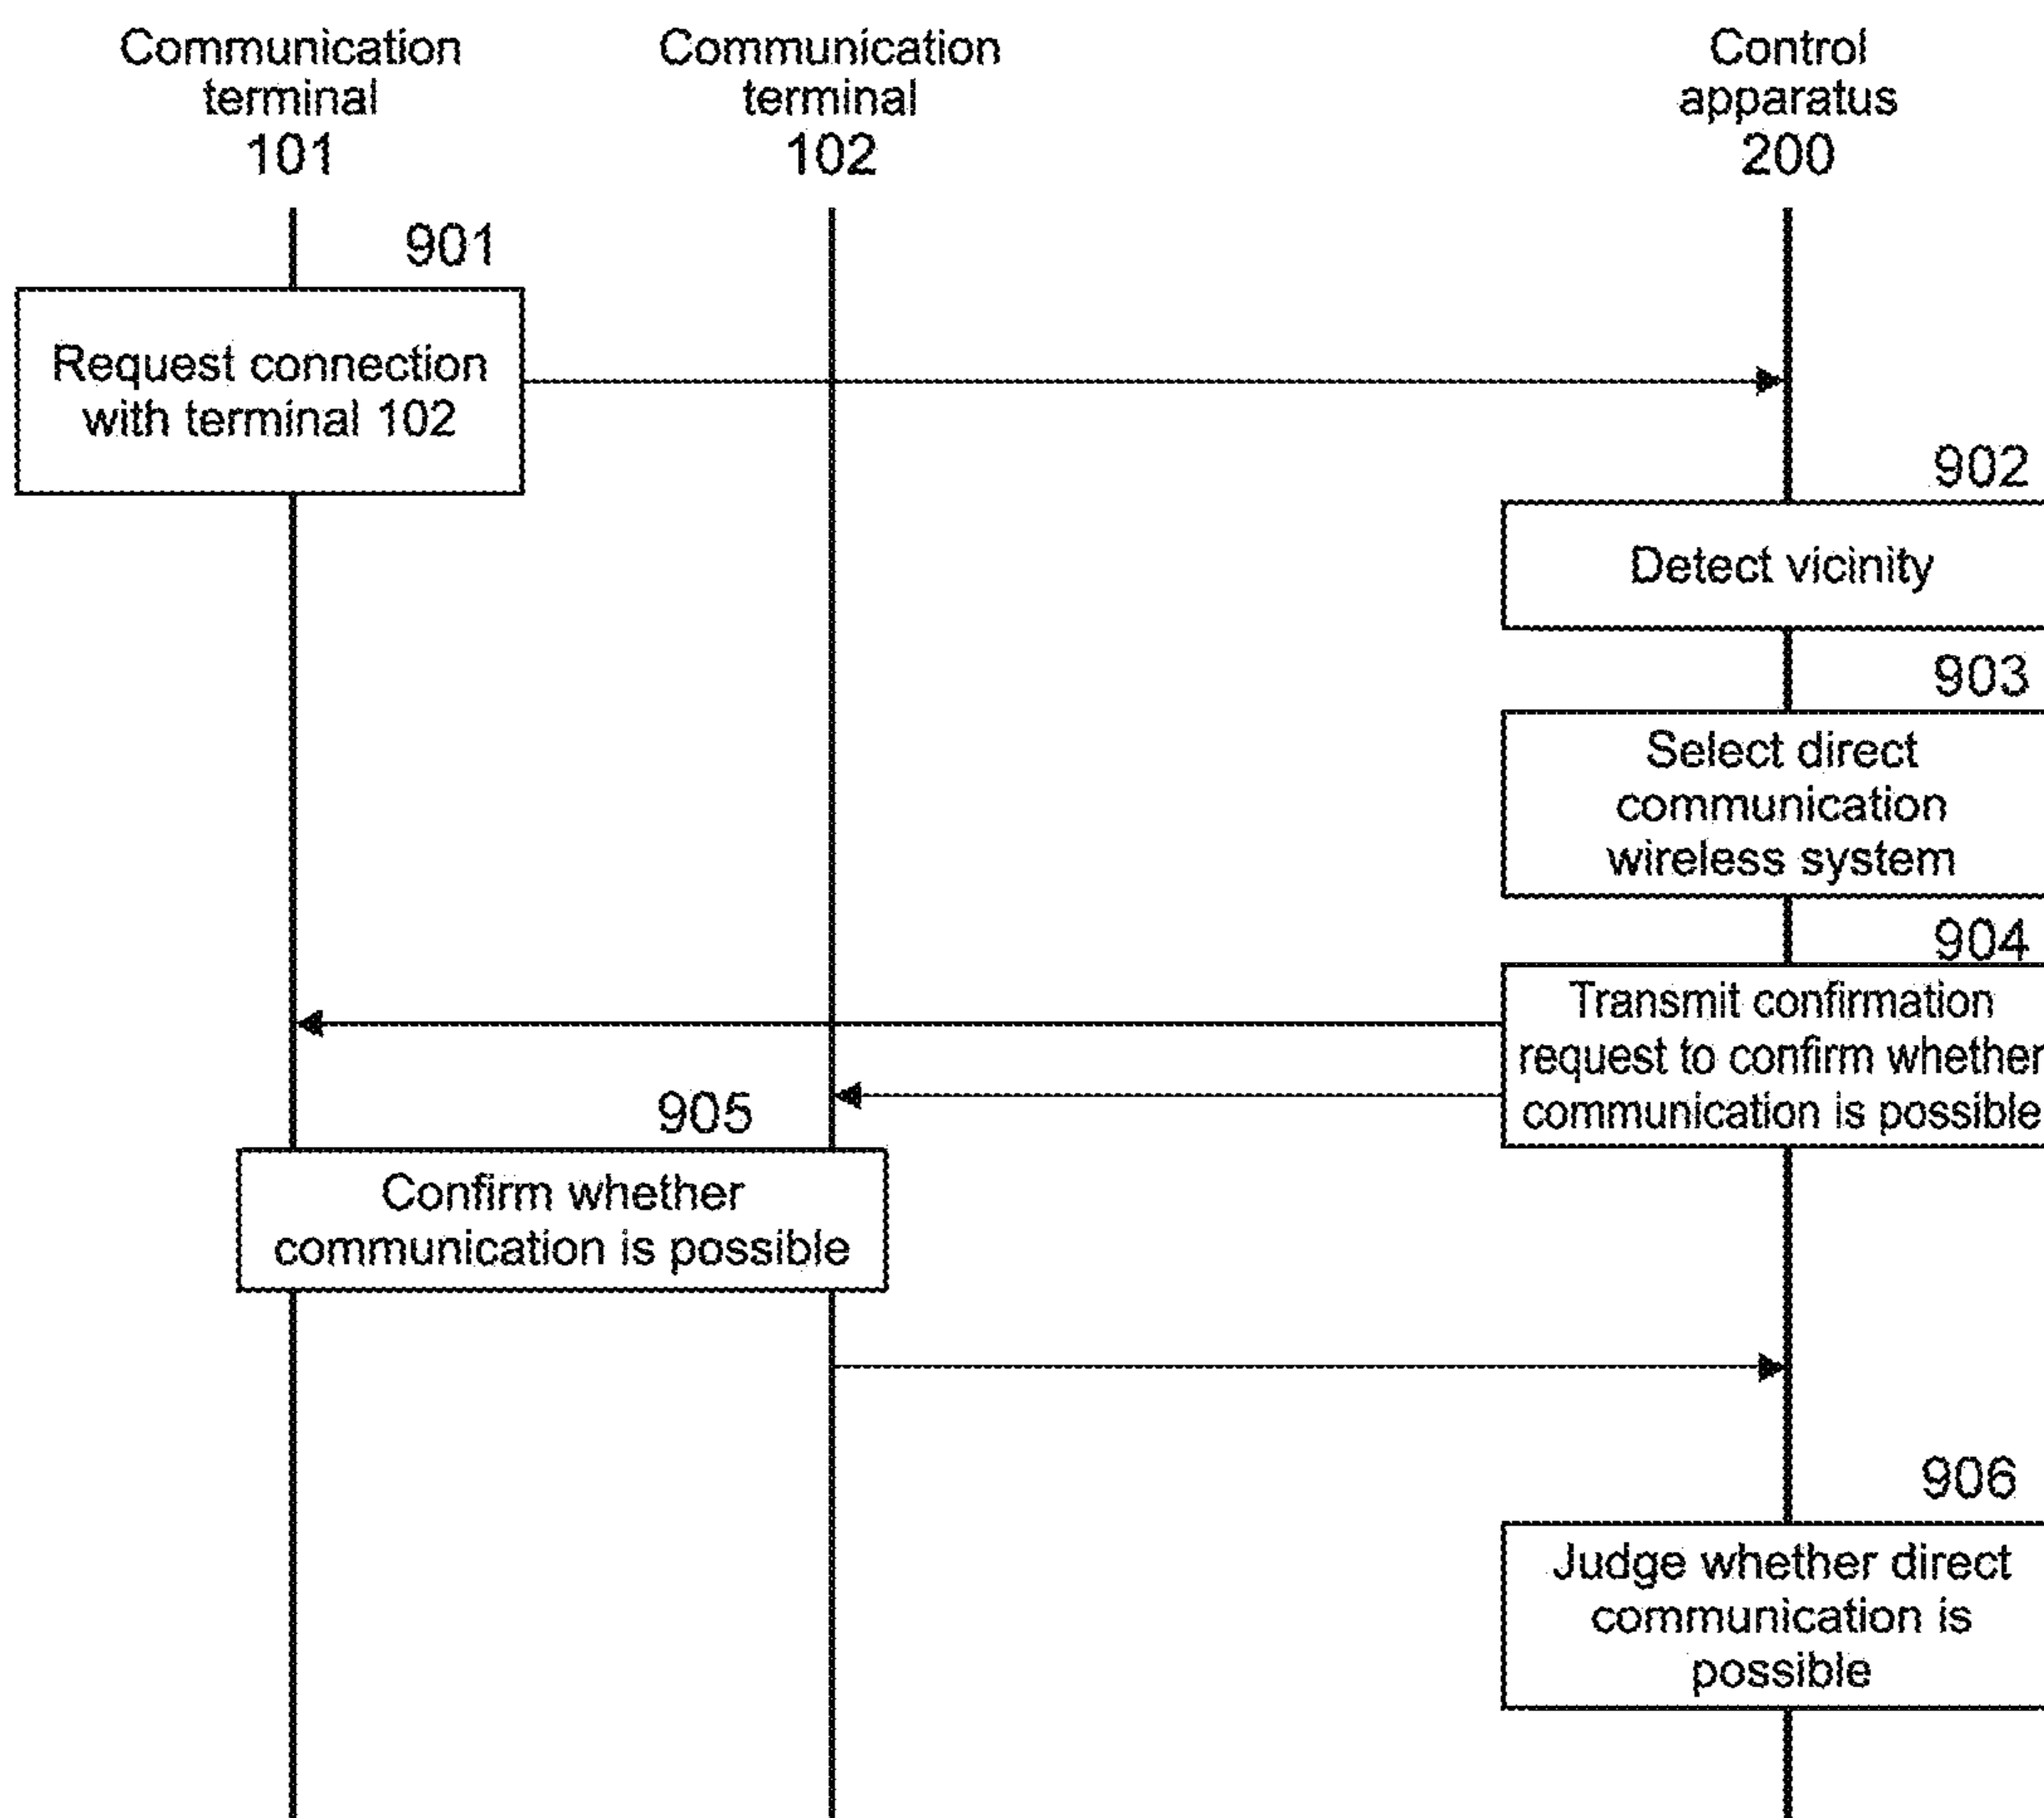 Communication
terminal
101
Communication
terminal
102
Control
apparatus
200
901
Request connection
with terminal 102
902
Detect vicinity
903
Select direct
communication
wireless system
904
Transmit confirmation
request to confirm whether
communication is possible
905
Confirm whether
communication is possible
906
Judge whether direct
communication is
possible